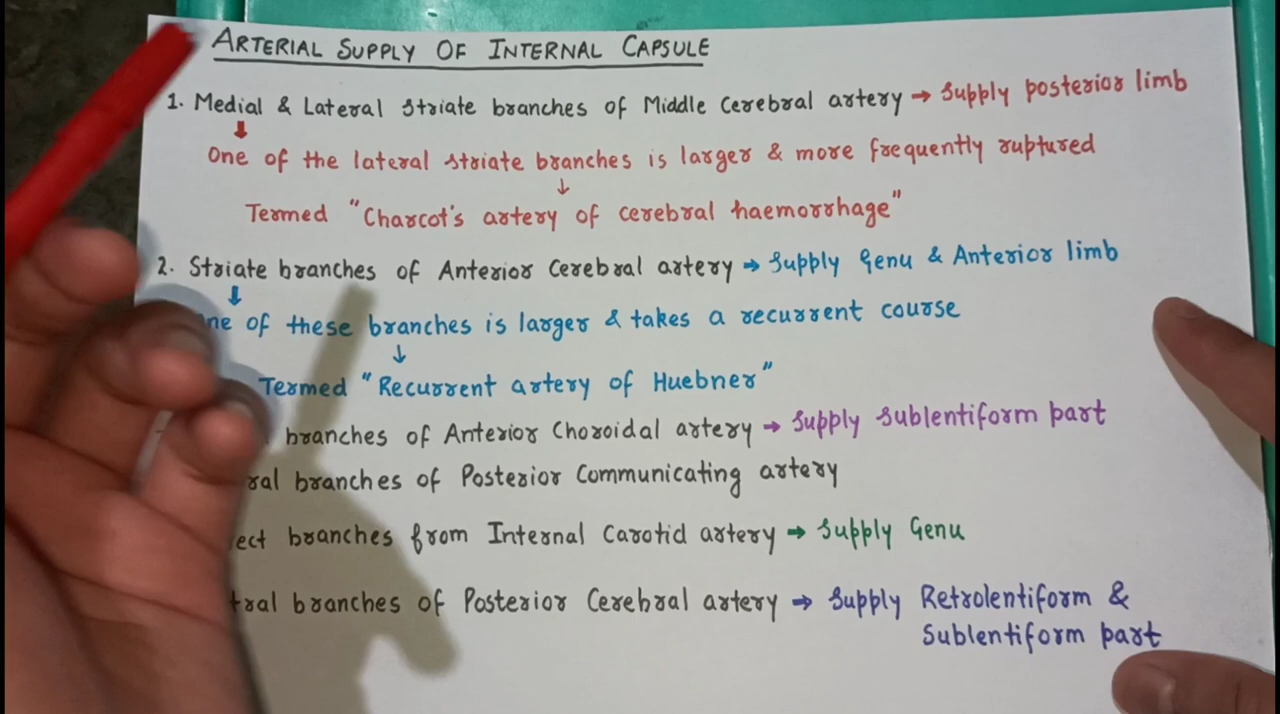 ARTERIAL SUPPLY OF INTERNAL CAPSULE
1. Medial & Lateral striate branches of Middle Cerebral artery → Supply posterior limb
↓
One of the lateral striate branches is larger & more frequently ruptured
↓
Termed "Charcot's artery of cerebral haemorrhage"
2. Striate branches of Anterior Cerebral artery → Supply Genu & Anterior limb
↓
ne of these branches is larger & takes a recurrent course
↓
Termed "Recurrent artery of Huebner"
branches of Anterior Choroidal artery → Supply Sublentiform part
ral branches of Posterior Communicating artery
ect branches from Internal Carotid artery → Supply Genu
tral branches of Posterior Cerebral artery → Supply Retrolentiform &
Sublentiform part